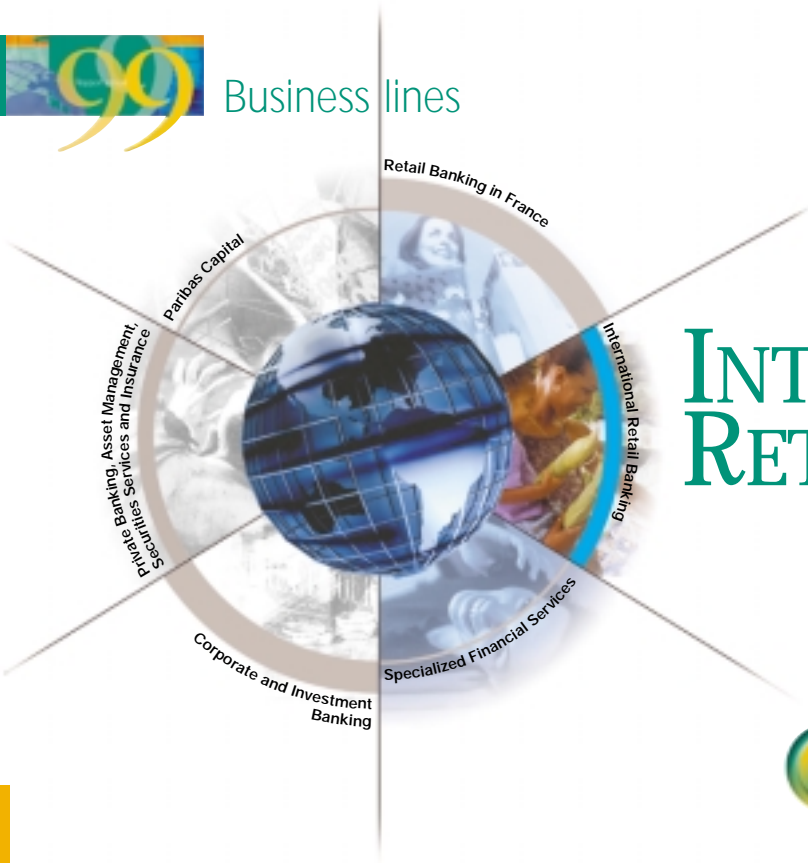 99 Business lines
Retail Banking in France
Paribas Capital
International Retail Banking
INT
RET
Private Banking, Asset Management,
Securities Services and Insurance
Specialized Financial Services
Corporate and Investment
Banking